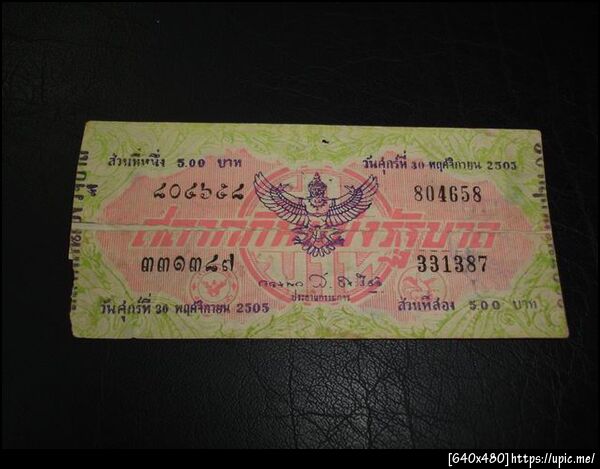 ส่วนที่หนึ่ง 5.00 บาท
วันศุกร์ที่ 30 พฤศจิกายน 2505
๘๐๔๖๕๘
804658
สลากกินแบ่งรัฐบาล
๓๓๑๓๘๗
331387
ประธานกรรมการ
วันศุกร์ที่ 30 พฤศจิกายน 2505
ส่วนที่สอง 5.00 บาท
[640x480]https://upic.me/